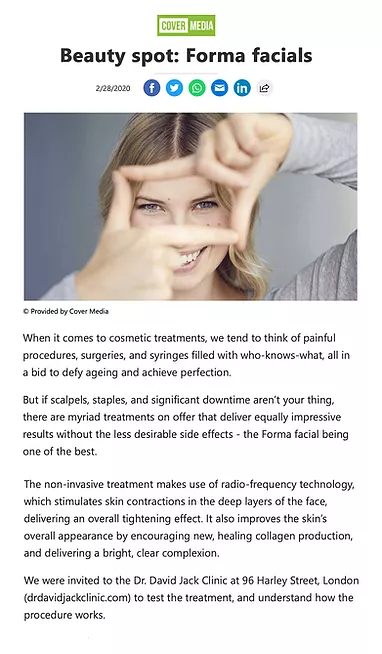 COVER MEDIA
Beauty spot: Forma facials
2/28/2020
© Provided by Cover Media
When it comes to cosmetic treatments, we tend to think of painful
procedures, surgeries, and syringes filled with who-knows-what, all in
a bid to defy ageing and achieve perfection.
But if scalpels, staples, and significant downtime aren't your thing,
there are myriad treatments on offer that deliver equally impressive
results without the less desirable side effects - the Forma facial being
one of the best.
The non-invasive treatment makes use of radio-frequency technology,
which stimulates skin contractions in the deep layers of the face,
delivering an overall tightening effect. It also improves the skin's
overall appearance by encouraging new, healing collagen production,
and delivering a bright, clear complexion.
We were invited to the Dr. David Jack Clinic at 96 Harley Street, London
(drdavidjackclinic.com) to test the treatment, and understand how the
procedure works.